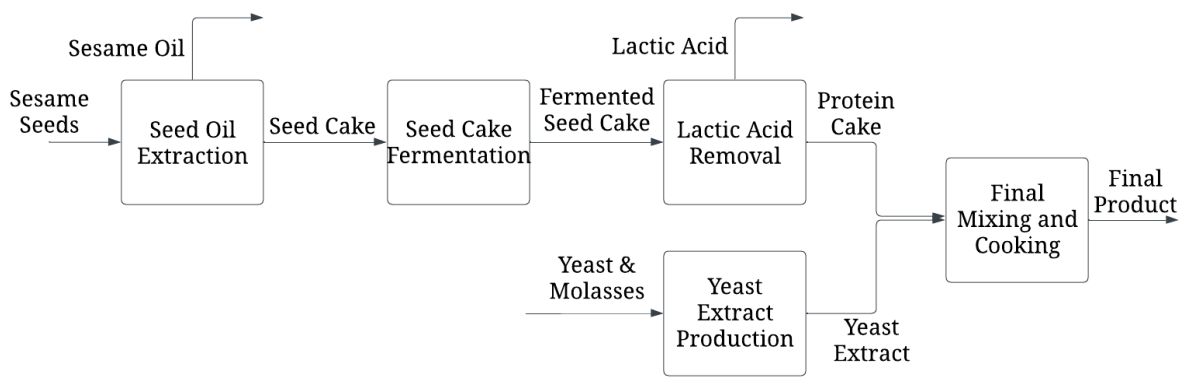 Sesame Oil
Sesame
Seeds
Seed Oil
Extraction
Seed Cake
Seed Cake
Fermentation
Fermented
Seed Cake
Lactic Acid
Lactic Acid
Removal
Protein
Cake
Yeast &
Molasses
Yeast
Extract
Production
Yeast
Extract
Final
Mixing and
Cooking
Final
Product